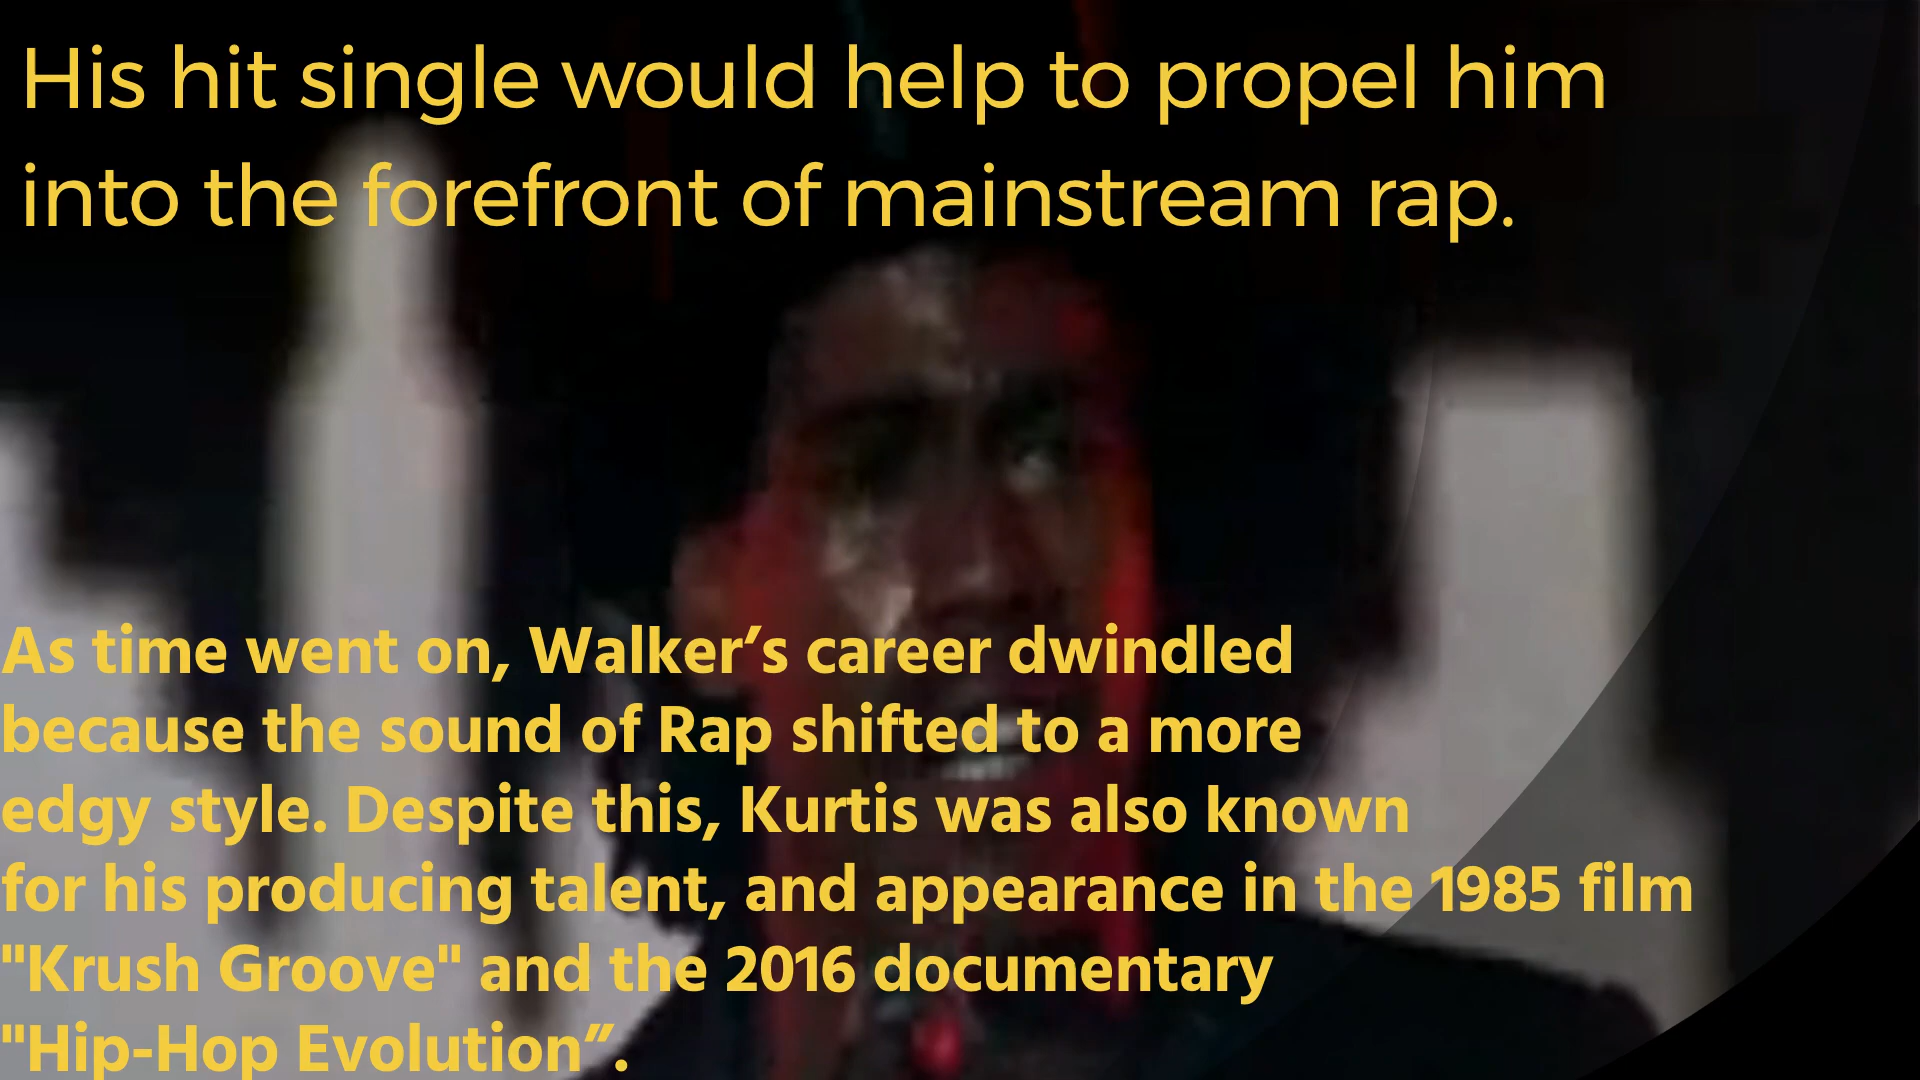 His hit single would help to propel him
into the forefront of mainstream rap.
As time went on, Walker’s career dwindled
because the sound of Rap shifted to a more
edgy style. Despite this, Kurtis was also known
for his producing talent, and appearance in the 1985 film
"Krush Groove" and the 2016 documentary
"Hip-Hop Evolution”.